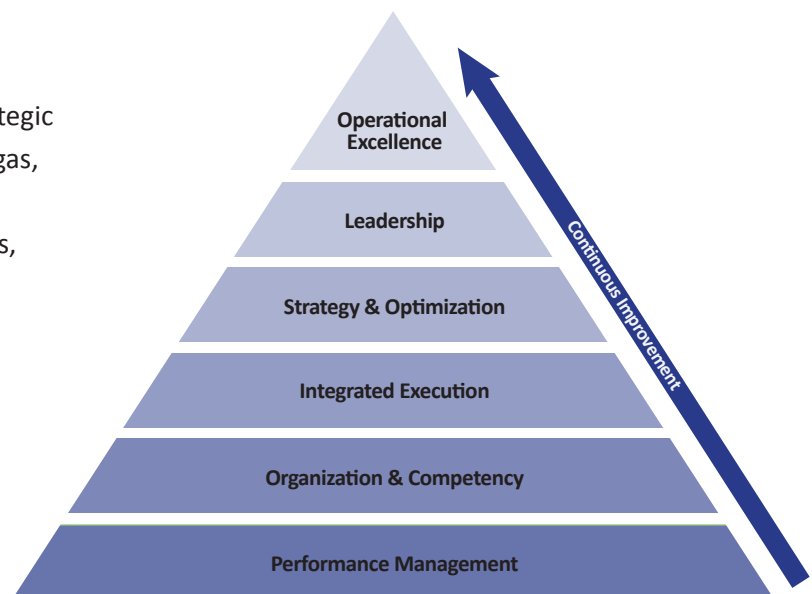 tegic
gas,
s,
Operational
Excellence
Leadership
Strategy & Optimization
Integrated Execution
Organization & Competency
Performance Management
Continuous Improvement